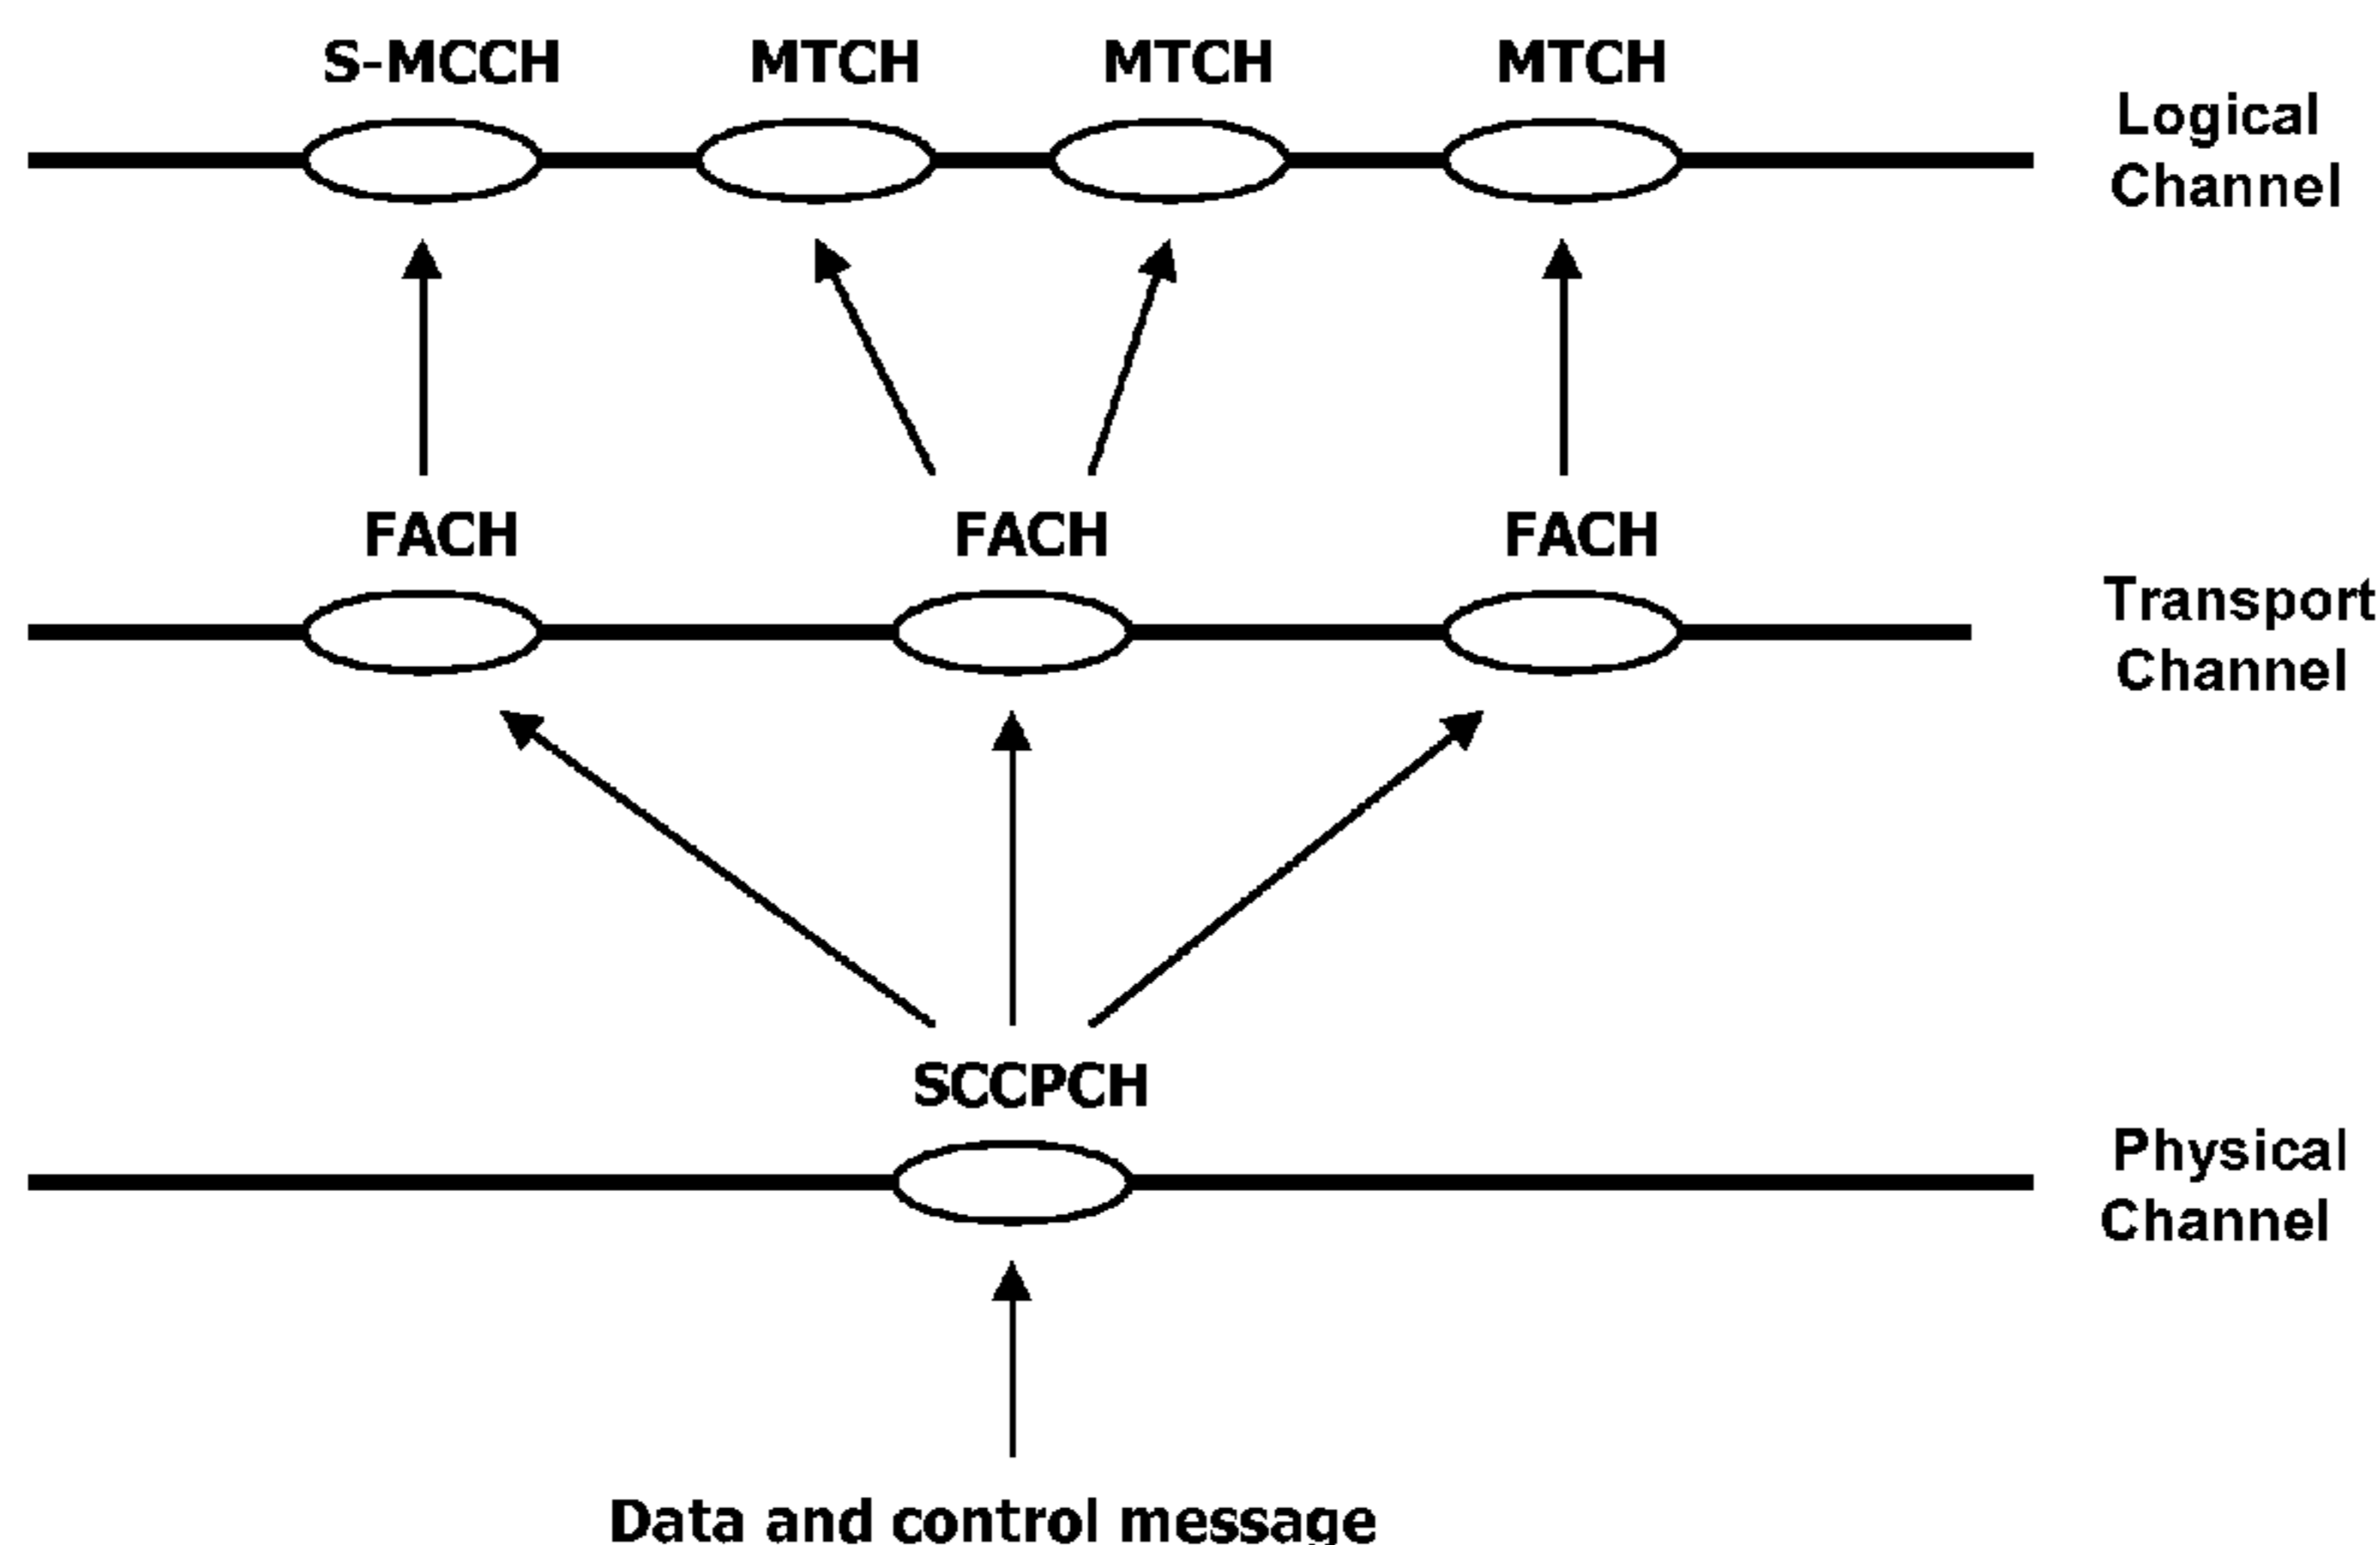 S-MCCH MTCH MTCH MTCH
Logical
Channel
FACH FACH FACH
Transport
Channel
SCCPCH
Physical
Channel
Data and control message